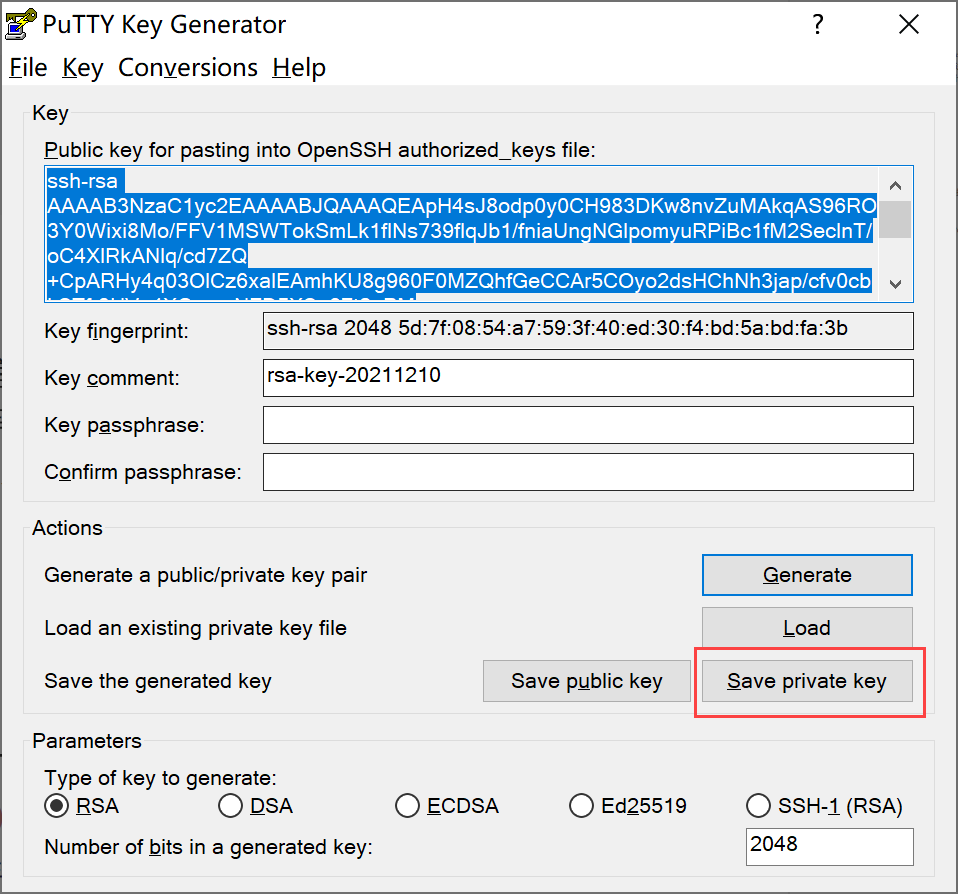 PuTTY Key Generator
?
File Key Conversions Help
Key
Public key for pasting into OpenSSH authorized_keys file:
ssh-rsa
AAAAB3NzaC1yc2EAAAABJQAAAQEApH4sJ8odp0y0CH983DKw8nvZuMAkqAS96RO
3Y0Wixi8Mo/FFV1MSWTokSmLk1flNs739flqJb1/fniaUngNGlpomyuRPiBc1fM2SecInT/
oC4XlRkANlq/cd7ZQ
+CpARHy4q03OlCz6xalEAmhKU8g960F0MZQhfGeCCAr5COyo2dsHChNh3jap/cfv0cb
Key fingerprint:
ssh-rsa 2048 5d:7f:08:54:a7:59:3f:40:ed:30:f4:bd:5a:bd:fa:3b
Key comment:
rsa-key-20211210
Key passphrase:
Confirm passphrase:
Actions
Generate a public/private key pair
Generate
Load an existing private key file
Load
Save the generated key
Save public key
Save private key
Parameters
Type of key to generate:
RSA DSA ECDSA Ed25519 SSH-1 (RSA)
Number of bits in a generated key:
2048